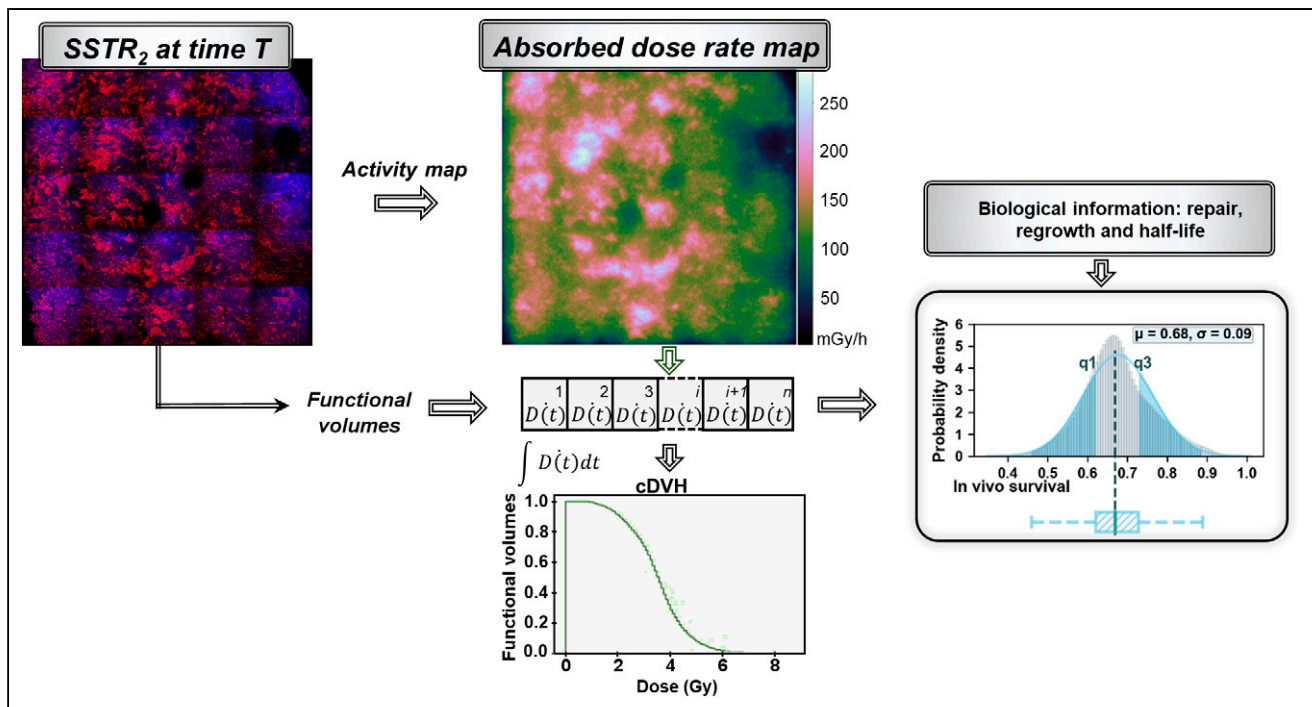 SSTR₂ at time T
Absorbed dose rate map
Activity map
250
200
150
100
50
mGy/h
Biological information: repair,
regrowth and half-life
Functional
volumes
1 2 3 i i+1 n
Ḋ(t) Ḋ(t) Ḋ(t) Ḋ(t) Ḋ(t) Ḋ(t)
∫ Ḋ(t)dt
cDVH
Functional volumes
1.0
0.8
0.6
0.4
0.2
0.0
0 2 4 6 8
Dose (Gy)
μ = 0.68, σ = 0.09
q1 q3
Probability density
6
5
4
3
2
1
0
0.4 0.5 0.6 0.7 0.8 0.9 1.0
In vivo survival